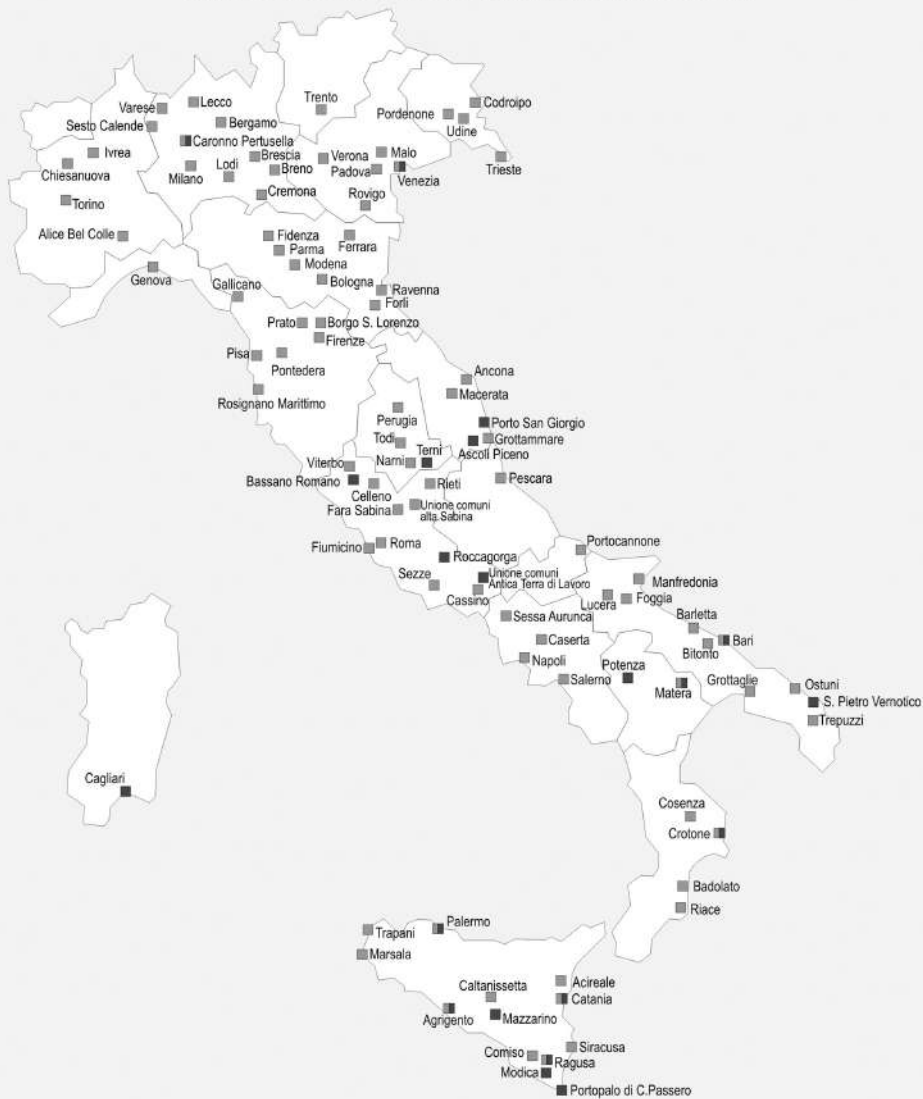 Lecco
Varese
Trento
Codroipo
Pordenone
Udine
Sesto Calende
Bergamo
Caronno Pertusella
Ivrea
Brescia
Verona
Malo
Trieste
Chiesanuova
Milano
Lodi
Breno
Padova
Venezia
Cremona
Rovigo
Torino
Alice Bel Colle
Fidenza
Ferrara
Parma
Modena
Genova
Gallicano
Bologna
Ravenna
Forlì
Prato
Borgo S. Lorenzo
Firenze
Pisa
Pontedera
Ancona
Macerata
Rosignano Marittimo
Perugia
Porto San Giorgio
Todi
Terni
Grottammare
Ascoli Piceno
Viterbo
Narni
Bassano Romano
Celleno
Rieti
Pescara
Fara Sabina
Unione comuni
alta Sabina
Fiumicino
Roma
Roccagorga
Portocannone
Sezze
Unione comuni
Antica Terra di Lavoro
Cassino
Manfredonia
Lucera
Foggia
Sessa Aurunca
Barletta
Caserta
Bari
Bitonto
Napoli
Potenza
Salerno
Matera
Grottaglie
Ostuni
S. Pietro Vernotico
Trepuzzi
Cagliari
Cosenza
Crotone
Badolato
Riace
Palermo
Trapani
Marsala
Acireale
Caltanissetta
Catania
Agrigento
Mazzarino
Siracusa
Comiso
Ragusa
Modica
Portopalo di C.Passero